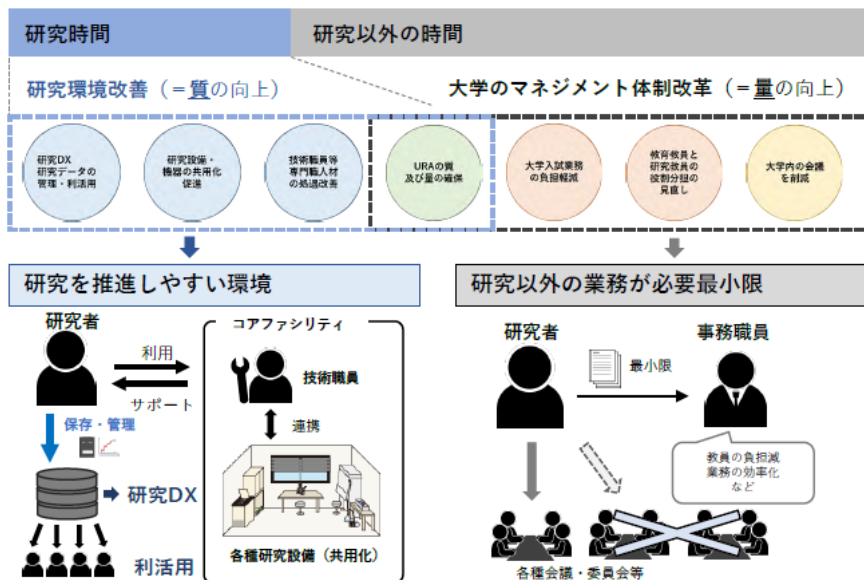 研究時間
研究以外の時間
研究環境改善（＝質の向上）
大学のマネジメント体制改革（＝量の向上）
研究DX
研究データの
管理・利活用
研究設備・
機器の共用化
促進
技術職員等
専門職人材
の処遇改善
URAの質
及び量の確保
大学入試業務
の負担軽減
教育教員と
研究教員の
役割分担の
見直し
大学内の会議
を削減
研究を推進しやすい環境
研究以外の業務が必要最小限
研究者
利用
サポート
コアファシリティ
技術職員
連携
各種研究設備（共用化）
保存・管理
研究DX
利活用
研究者
最小限
事務職員
教員の負担減
業務の効率化
など
各種会議・委員会等